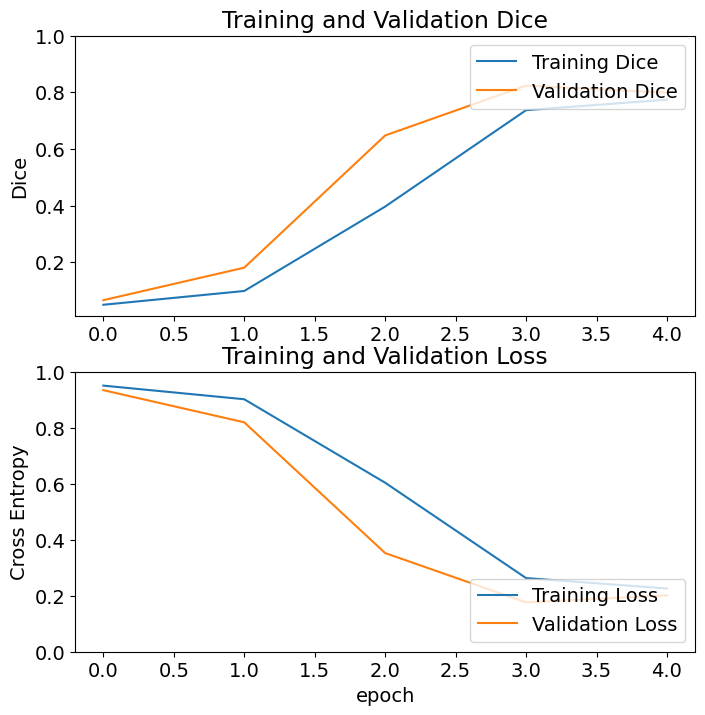 Training and Validation Dice
1.0
0.8
0.6
0.4
0.2
Dice
Training Dice
Validation Dice
0.0 0.5 1.0 1.5 2.0 2.5 3.0 3.5 4.0
Training and Validation Loss
1.0
0.8
0.6
0.4
0.2
0.0
Cross Entropy
Training Loss
Validation Loss
0.0 0.5 1.0 1.5 2.0 2.5 3.0 3.5 4.0
epoch